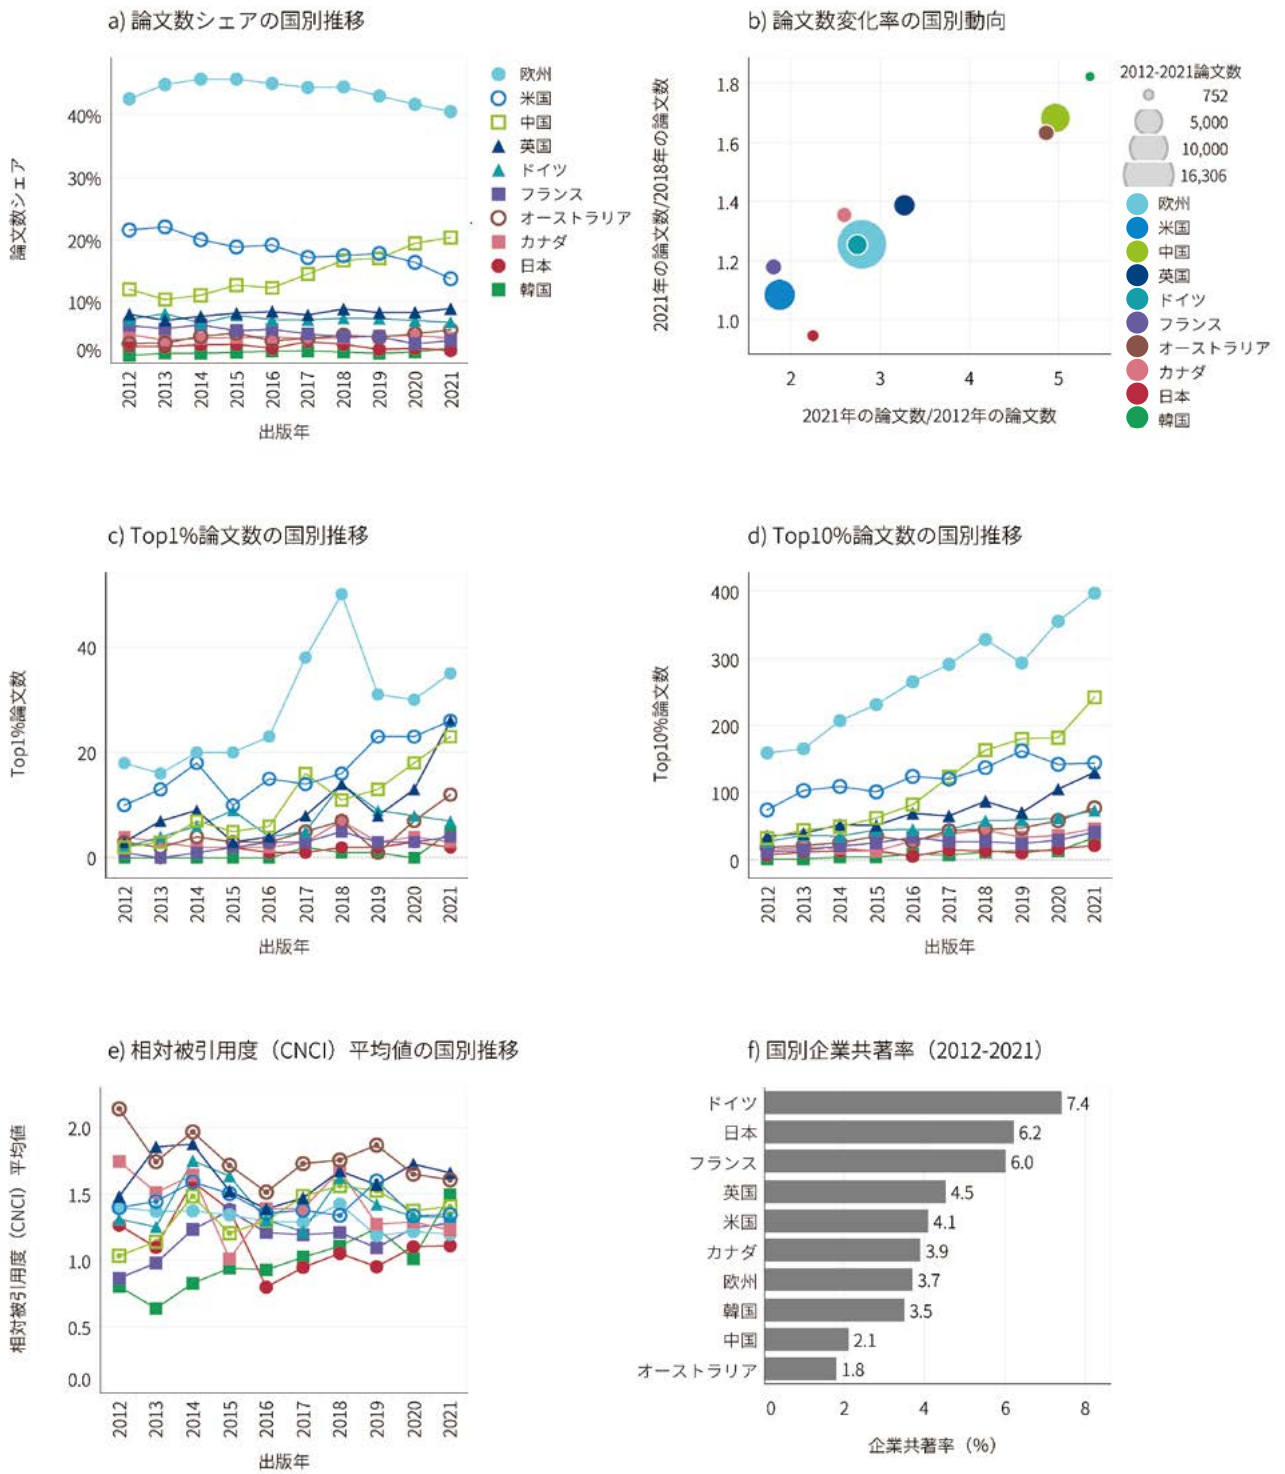 a) 論文数シェアの国別推移
論文数シェア
40%
30%
20%
10%
0%
2012
2013
2014
2015
2016
2017
2018
2019
2020
2021
出版年
欧州
米国
中国
英国
ドイツ
フランス
オーストラリア
カナダ
日本
韓国
b) 論文数変化率の国別動向
2021年の論文数/2018年の論文数
1.8
1.6
1.4
1.2
1.0
2
3
4
5
2021年の論文数/2012年の論文数
2012-2021論文数
752
5,000
10,000
16,306
欧州
米国
中国
英国
ドイツ
フランス
オーストラリア
カナダ
日本
韓国
c) Top1%論文数の国別推移
Top1%論文数
40
20
0
2012
2013
2014
2015
2016
2017
2018
2019
2020
2021
出版年
d) Top10%論文数の国別推移
Top10%論文数
400
300
200
100
0
2012
2013
2014
2015
2016
2017
2018
2019
2020
2021
出版年
e) 相対被引用度（CNCI）平均値の国別推移
相対被引用度（CNCI）平均値
2.0
1.5
1.0
0.5
0.0
2012
2013
2014
2015
2016
2017
2018
2019
2020
2021
出版年
f) 国別企業共著率（2012-2021）
ドイツ 7.4
日本 6.2
フランス 6.0
英国 4.5
米国 4.1
カナダ 3.9
欧州 3.7
韓国 3.5
中国 2.1
オーストラリア 1.8
0 2 4 6 8
企業共著率（%）